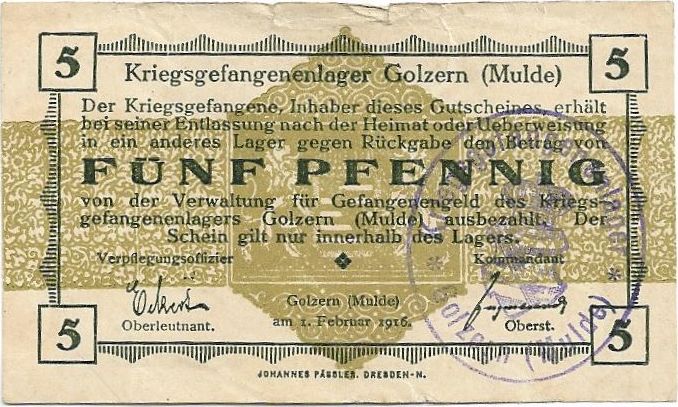 5 5
Kriegsgefangenenlager Golzern (Mulde)
Der Kriegsgefangene, Inhaber dieses Gutscheines, erhält
bei seiner Entlassung nach der Heimat oder Ueberweisung
in ein anderes Lager gegen Rückgabe den Betrag von
FÜNF PFENNIG
von der Verwaltung für Gefangenengeld des Kriegs-
gefangenenlagers Golzern (Mulde) ausbezahlt. Der
Schein gilt nur innerhalb des Lagers.
Verpflegungsoffizier Kommandant
Eckert
Golzern (Mulde)
Oberleutnant. am 1. Februar 1916. Oberst.
5 5
JOHANNES PÄSSLER, DRESDEN-N.
* Golzern (Mulde) *